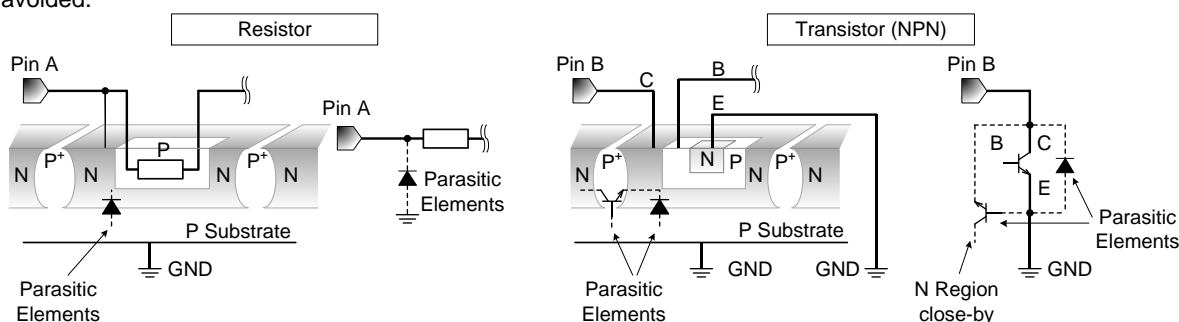 avoided.
Resistor
Pin A
N
P+
N
P
N
P+
N
Parasitic
Elements
P Substrate
GND
Pin A
Parasitic
Elements
Transistor (NPN)
Pin B
C
B
E
N
P+
N
N
P
N
P+
N
P Substrate
Parasitic
Elements
GND
GND
Pin B
B
C
E
Parasitic
Elements
GND
N Region
close-by